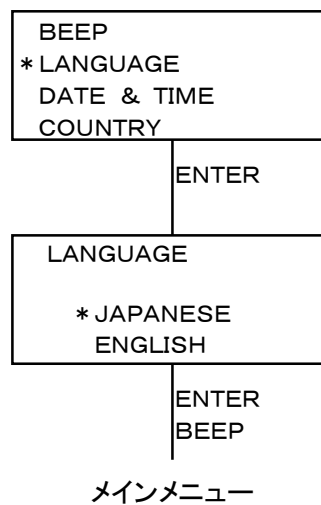 BEEP
* LANGUAGE
DATE & TIME
COUNTRY
ENTER
LANGUAGE
* JAPANESE
ENGLISH
ENTER
BEEP
メインメニュー